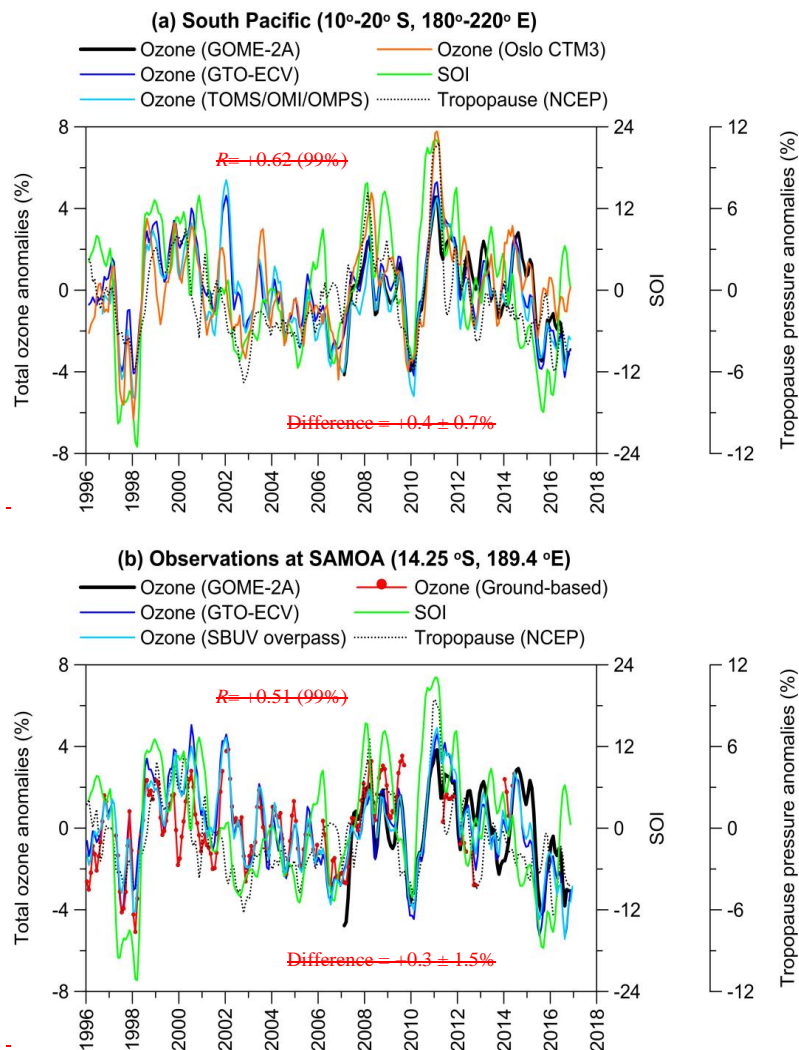 (a) South Pacific (10º-20º S, 180º-220º E)
Ozone (GOME-2A) Ozone (Oslo CTM3)
Ozone (GTO-ECV) SOI
Ozone (TOMS/OMI/OMPS) Tropopause (NCEP)
8 24 12
R= +0.62 (99%)
4 12 6
0 0 0
-4 -12 -6
Difference = +0.4 ± 0.7%
-8 -24 -12
Total ozone anomalies (%)
SOI
Tropopause pressure anomalies (%)
1996 1998 2000 2002 2004 2006 2008 2010 2012 2014 2016 2018
(b) Observations at SAMOA (14.25 ºS, 189.4 ºE)
Ozone (GOME-2A) Ozone (Ground-based)
Ozone (GTO-ECV) SOI
Ozone (SBUV overpass) Tropopause (NCEP)
8 24 12
R= +0.51 (99%)
4 12 6
0 0 0
-4 -12 -6
Difference = +0.3 ± 1.5%
-8 -24 -12
Total ozone anomalies (%)
SOI
Tropopause pressure anomalies (%)
1996 1998 2000 2002 2004 2006 2008 2010 2012 2014 2016 2018